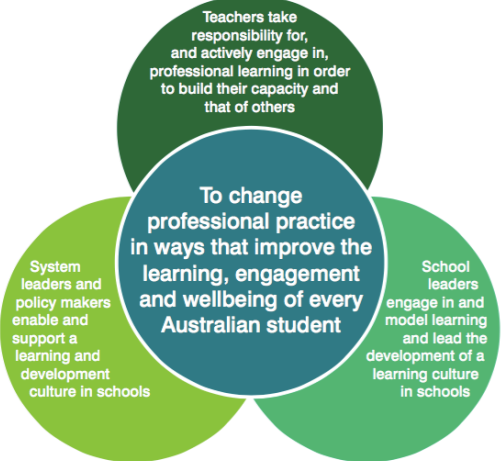 Teachers take
responsibility for,
and actively engage in,
professional learning in order
to build their capacity and
that of others
To change
professional practice
in ways that improve the
learning, engagement
and wellbeing of every
Australian student
System
leaders and
policy makers
enable and
support a
learning and
development
culture in schools
School
leaders
engage in and
model learning
and lead the
development of a
learning culture
in schools